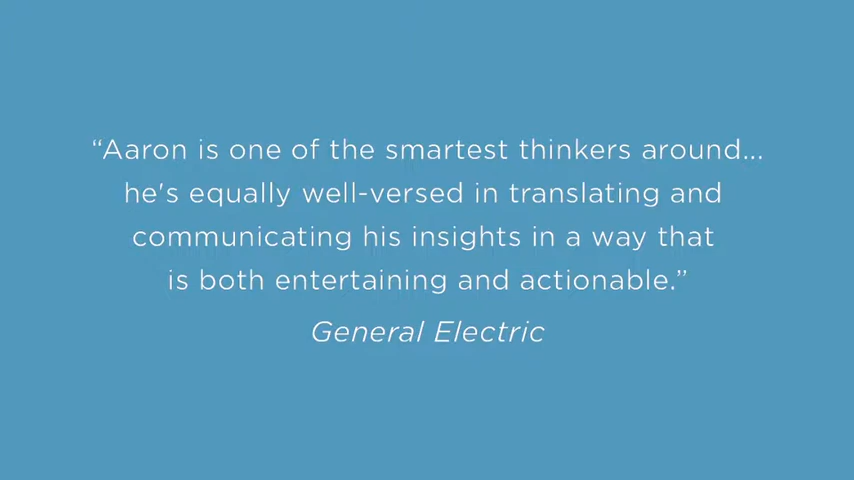 “Aaron is one of the smartest thinkers around...
he's equally well-versed in translating and
communicating his insights in a way that
is both entertaining and actionable.”
General Electric